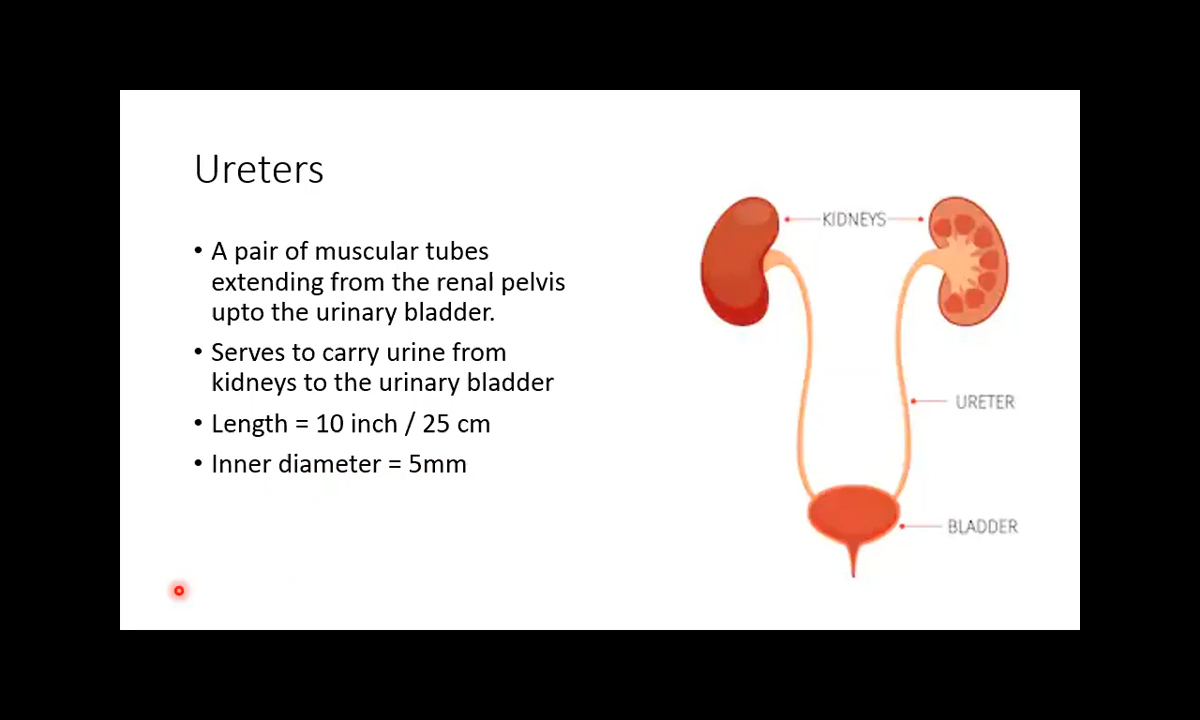 Ureters
• A pair of muscular tubes
extending from the renal pelvis
upto the urinary bladder.
• Serves to carry urine from
kidneys to the urinary bladder
• Length = 10 inch / 25 cm
• Inner diameter = 5mm
KIDNEYS
URETER
BLADDER